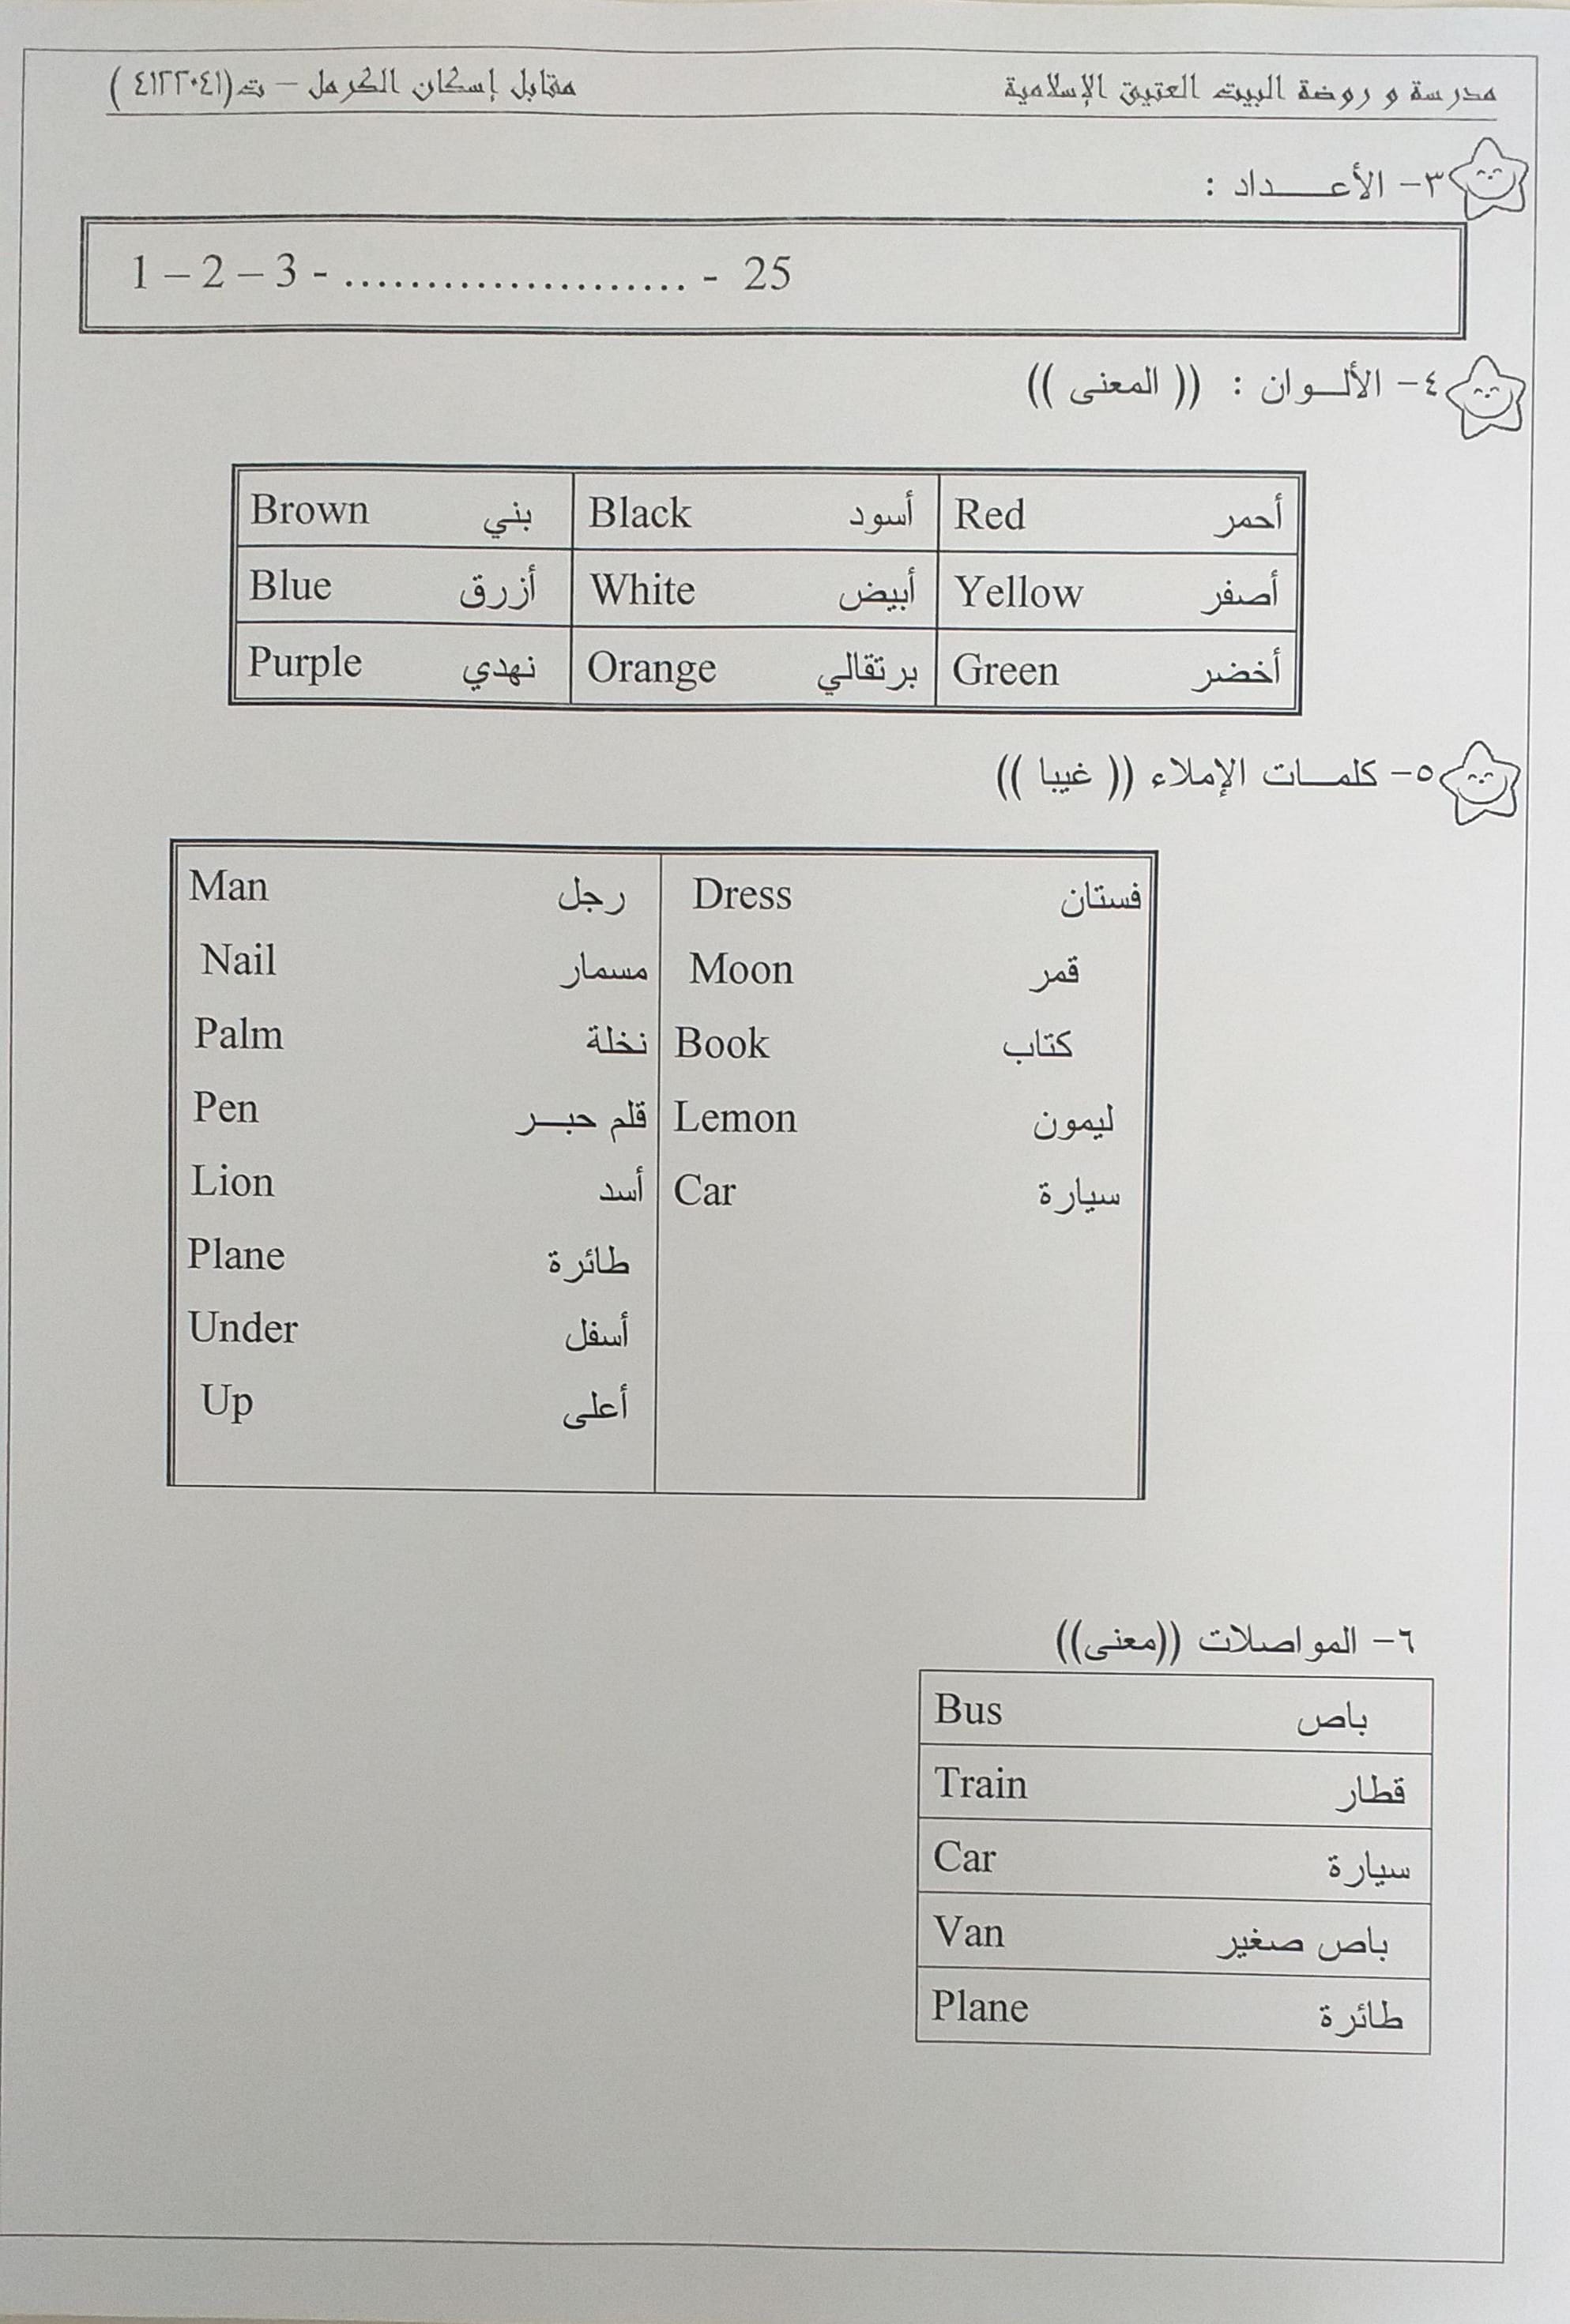 مدرسة و روضة البيت العتيق الإسلامية مقابل إسكان الكرمل – ت(٤١٢٢٠٤١ )
٣- الأعـــــداد :
1 – 2 – 3 - ..................... - 25
٤- الألـــوان : (( المعنى ))
Brown بني Black أسود Red أحمر
Blue أزرق White أبيض Yellow أصفر
Purple نهدي Orange برتقالي Green أخضر
٥- كلمـــات الإملاء (( غيبا ))
Man رجل Dress فستان
Nail مسمار Moon قمر
Palm نخلة Book كتاب
Pen قلم حبـــر Lemon ليمون
Lion أسد Car سيارة
Plane طائرة
Under أسفل
Up أعلى
٦- المواصلات ((معنى))
Bus باص
Train قطار
Car سيارة
Van باص صغير
Plane طائرة